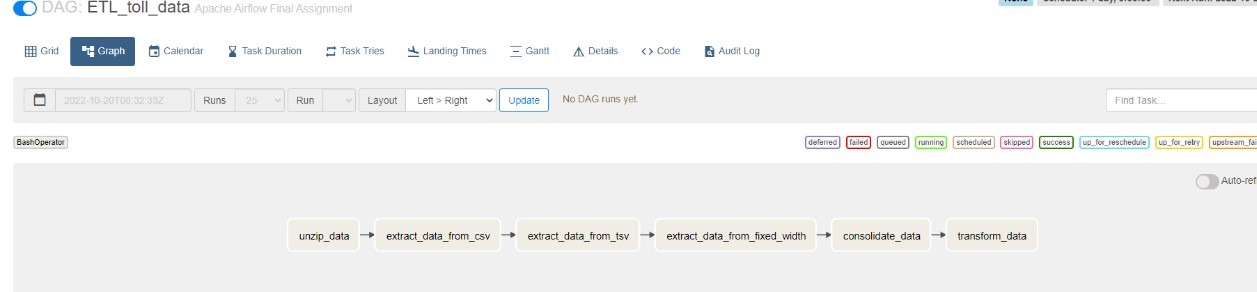 DAG: ETL_toll_data Apache Airflow Final Assignment
Grid Graph Calendar Task Duration Task Tries Landing Times Gantt Details Code Audit Log
2022-10-20T06:32:33Z Runs 25 Run Layout Left > Right Update No DAG runs yet. Find Task...
BashOperator deferred failed queued running scheduled skipped success up_for_reschedule up_for_retry upstream_fai
Auto-ref
unzip_data extract_data_from_csv extract_data_from_tsv extract_data_from_fixed_width consolidate_data transform_data